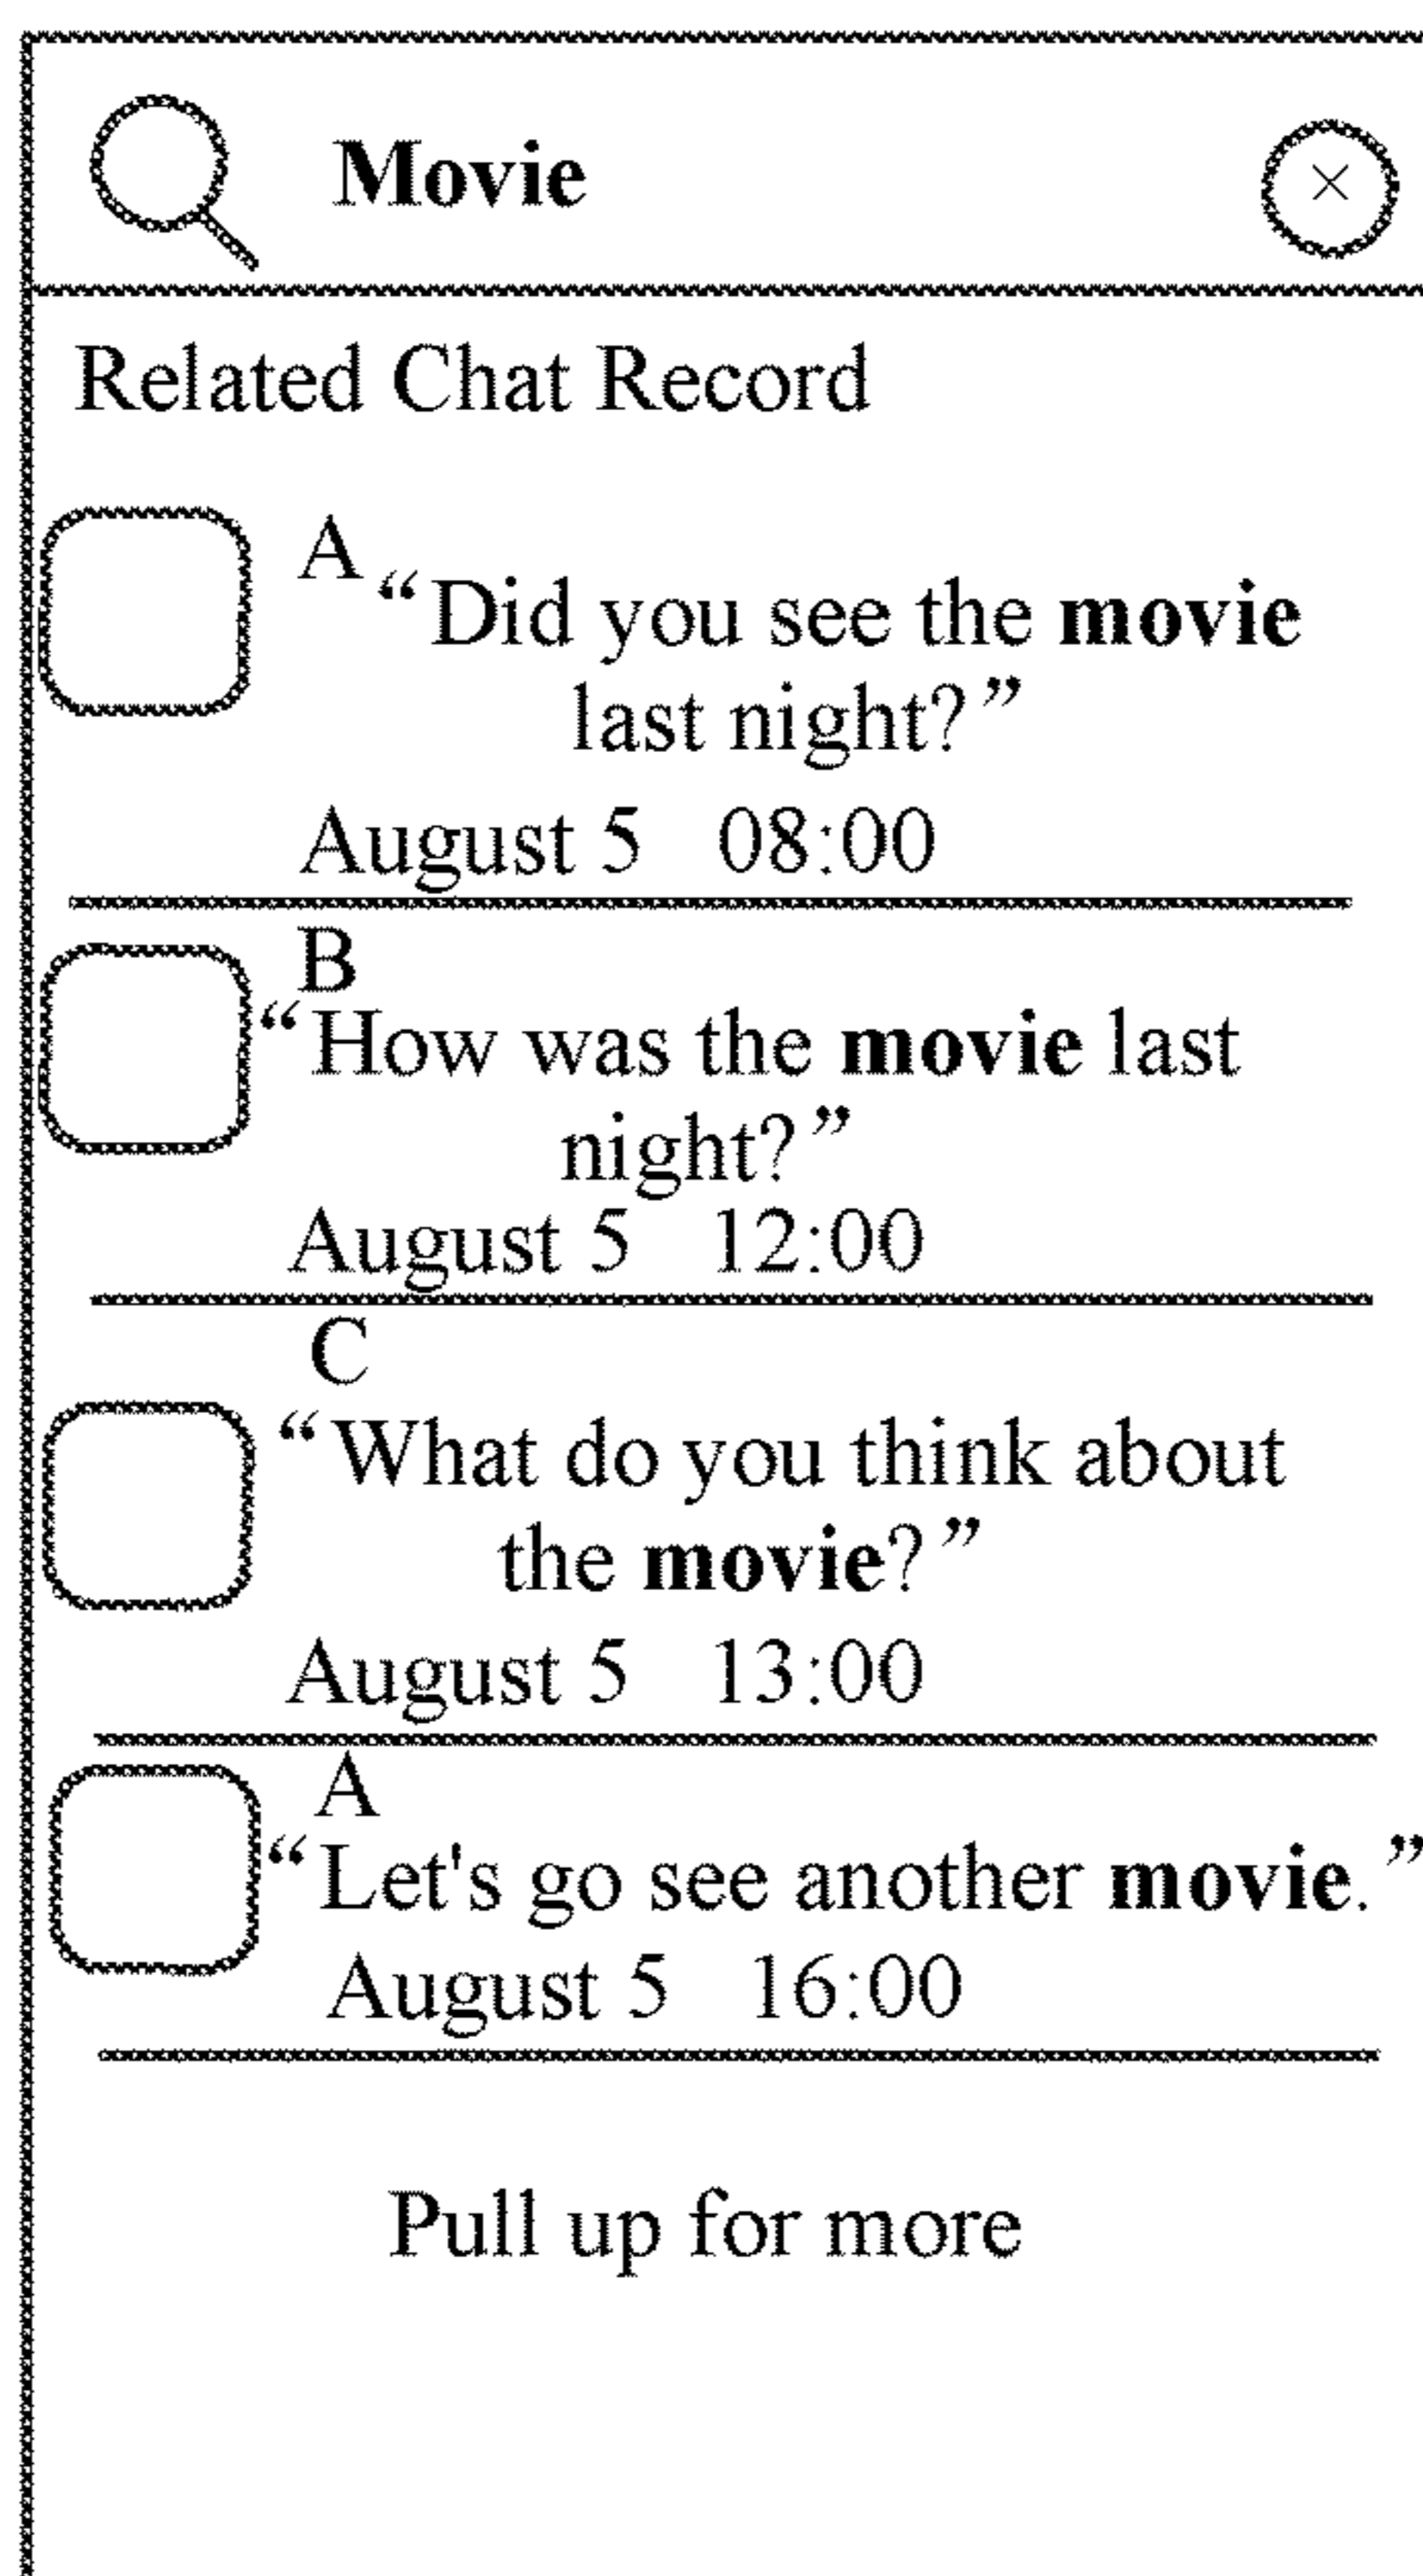 Movie
×
Related Chat Record
A
“Did you see the movie
last night?”
August 5 08:00
B
“How was the movie last
night?”
August 5 12:00
C
“What do you think about
the movie?”
August 5 13:00
A
“Let's go see another movie.”
August 5 16:00
Pull up for more